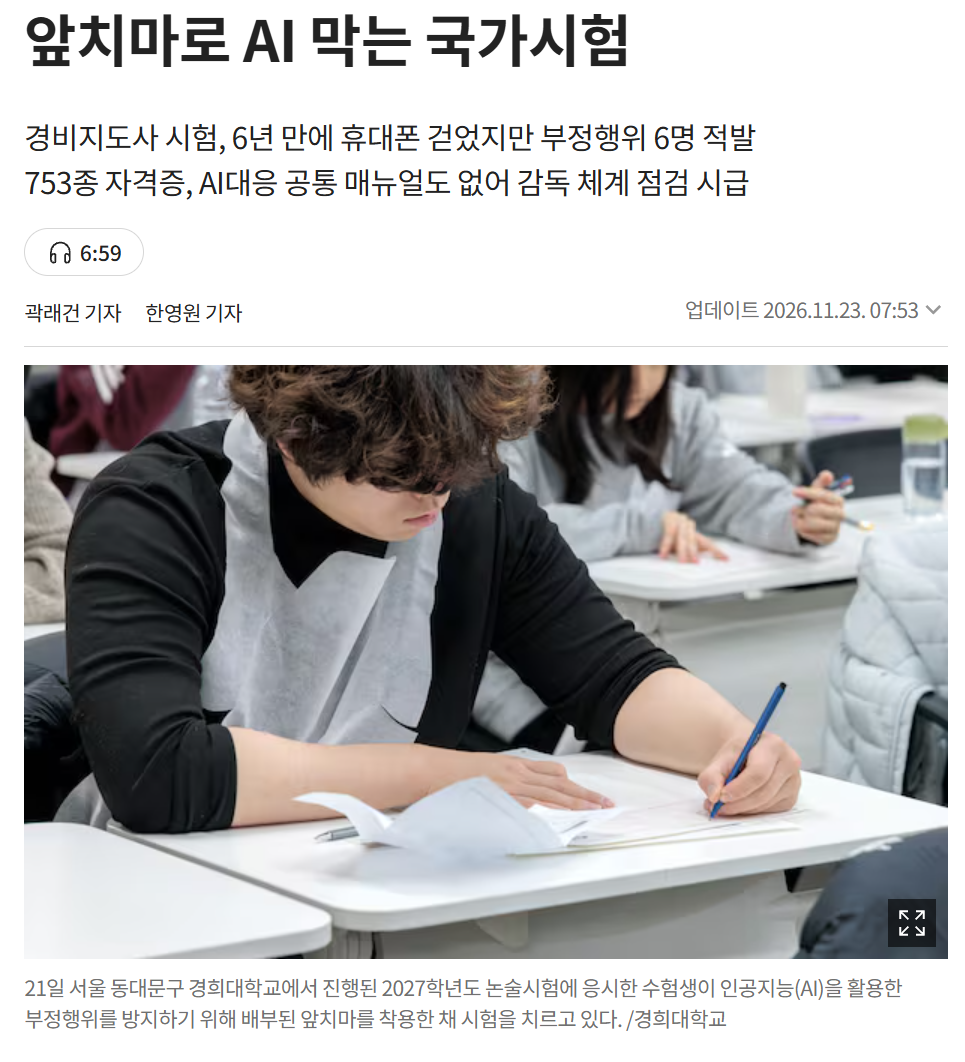 앞치마로 AI 막는 국가시험
경비지도사 시험, 6년 만에 휴대폰 걷었지만 부정행위 6명 적발
753종 자격증, AI대응 공통 매뉴얼도 없어 감독 체계 점검 시급
6:59
곽래건 기자 한영원 기자
업데이트 2026.11.23. 07:53
21일 서울 동대문구 경희대학교에서 진행된 2027학년도 논술시험에 응시한 수험생이 인공지능(AI)을 활용한
부정행위를 방지하기 위해 배부된 앞치마를 착용한 채 시험을 치르고 있다. /경희대학교